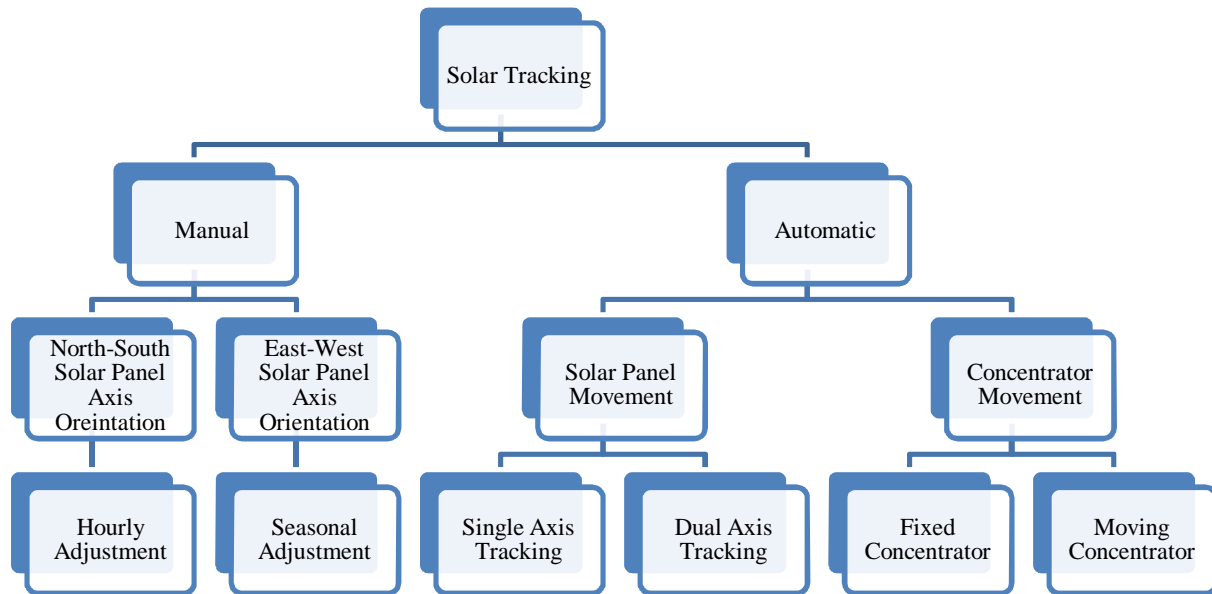 Solar Tracking
Manual
Automatic
North-South
Solar Panel
Axis
Oreintation
East-West
Solar Panel
Axis
Orientation
Solar Panel
Movement
Concentrator
Movement
Hourly
Adjustment
Seasonal
Adjustment
Single Axis
Tracking
Dual Axis
Tracking
Fixed
Concentrator
Moving
Concentrator